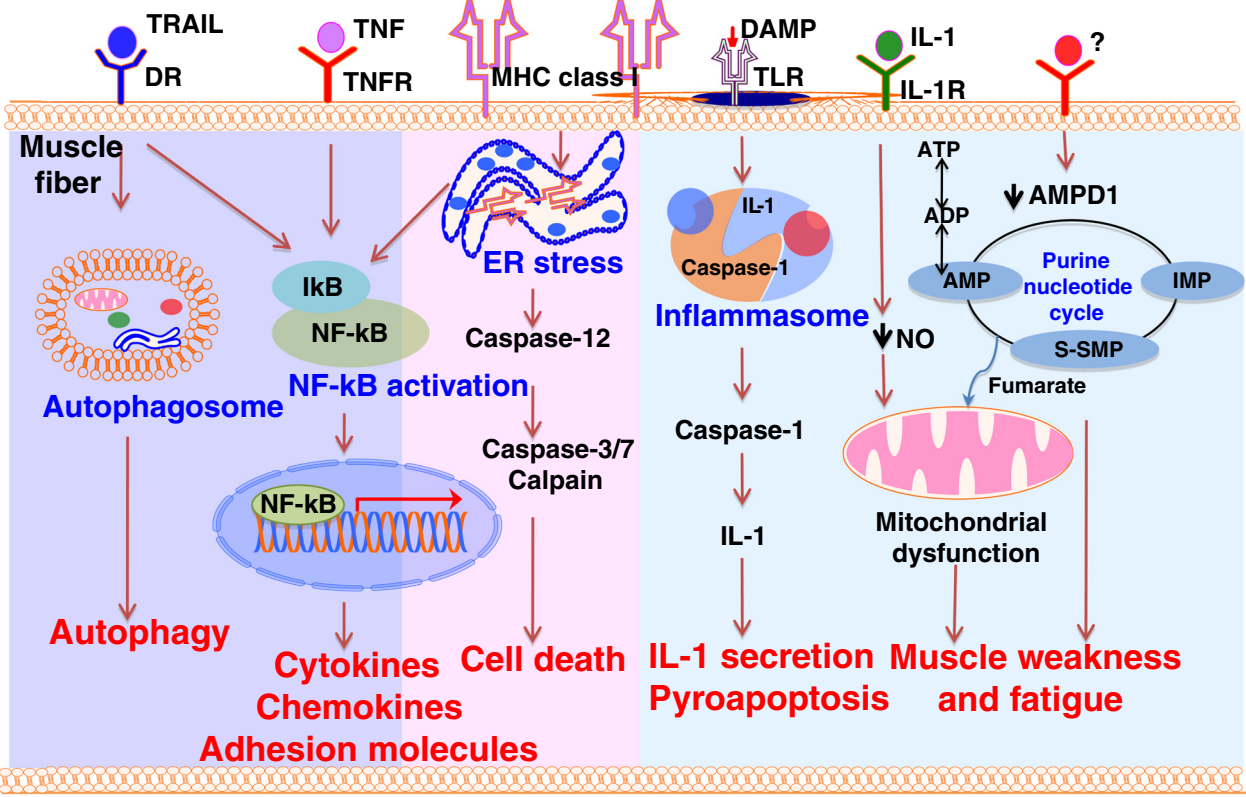 TRAIL
DR
TNF
TNFR
MHC class I
DAMP
TLR
IL-1
IL-1R
?
Muscle
fiber
ATP
ADP
AMPD1
AMP
Purine
nucleotide
cycle
IMP
S-SMP
Fumarate
IkB
NF-kB
NF-kB activation
ER stress
Caspase-12
Caspase-3/7
Calpain
IL-1
Caspase-1
Inflammasome
Caspase-1
IL-1
NO
Autophagosome
NF-kB
Mitochondrial
dysfunction
Autophagy
Cytokines
Chemokines
Adhesion molecules
Cell death
IL-1 secretion
Pyroapoptosis
Muscle weakness
and fatigue